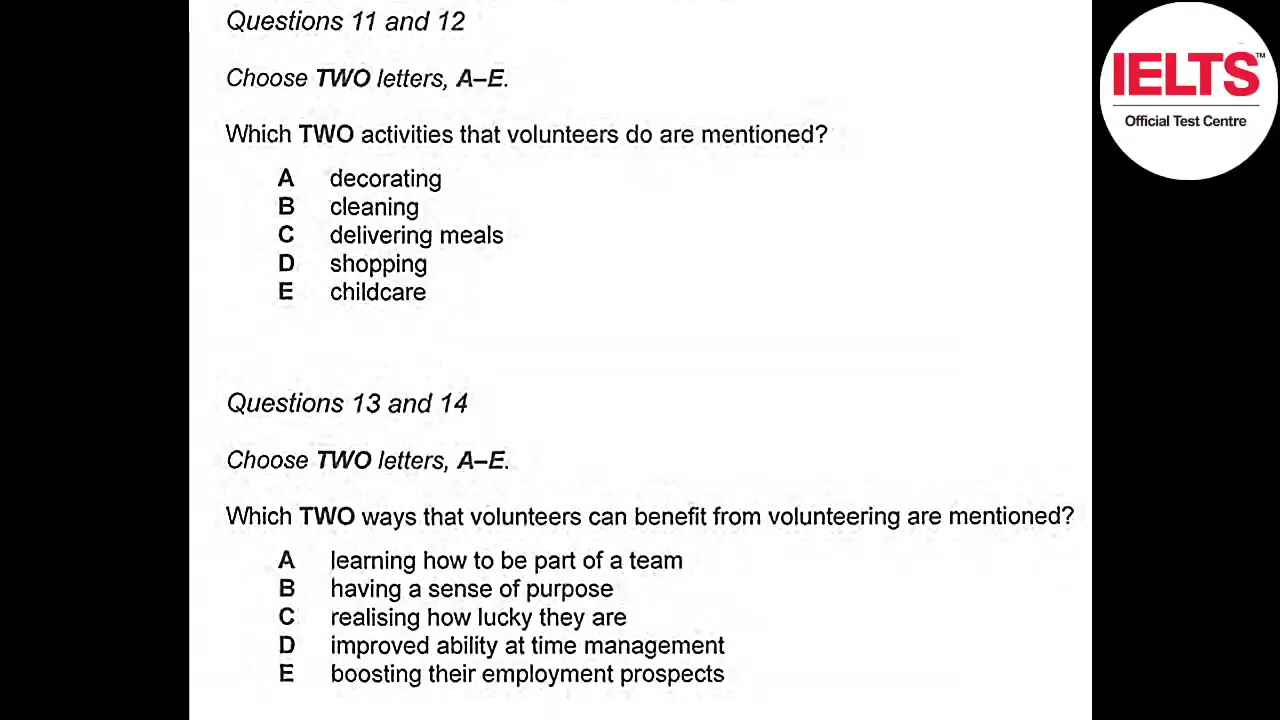 Questions 11 and 12
Choose TWO letters, A–E.
Which TWO activities that volunteers do are mentioned?
A decorating
B cleaning
C delivering meals
D shopping
E childcare
Questions 13 and 14
Choose TWO letters, A–E.
Which TWO ways that volunteers can benefit from volunteering are mentioned?
A learning how to be part of a team
B having a sense of purpose
C realising how lucky they are
D improved ability at time management
E boosting their employment prospects
IELTS™
Official Test Centre